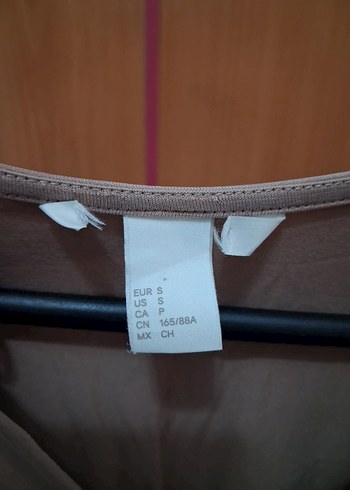 EUR S
US S
CA P
CN 165/88A
MX CH